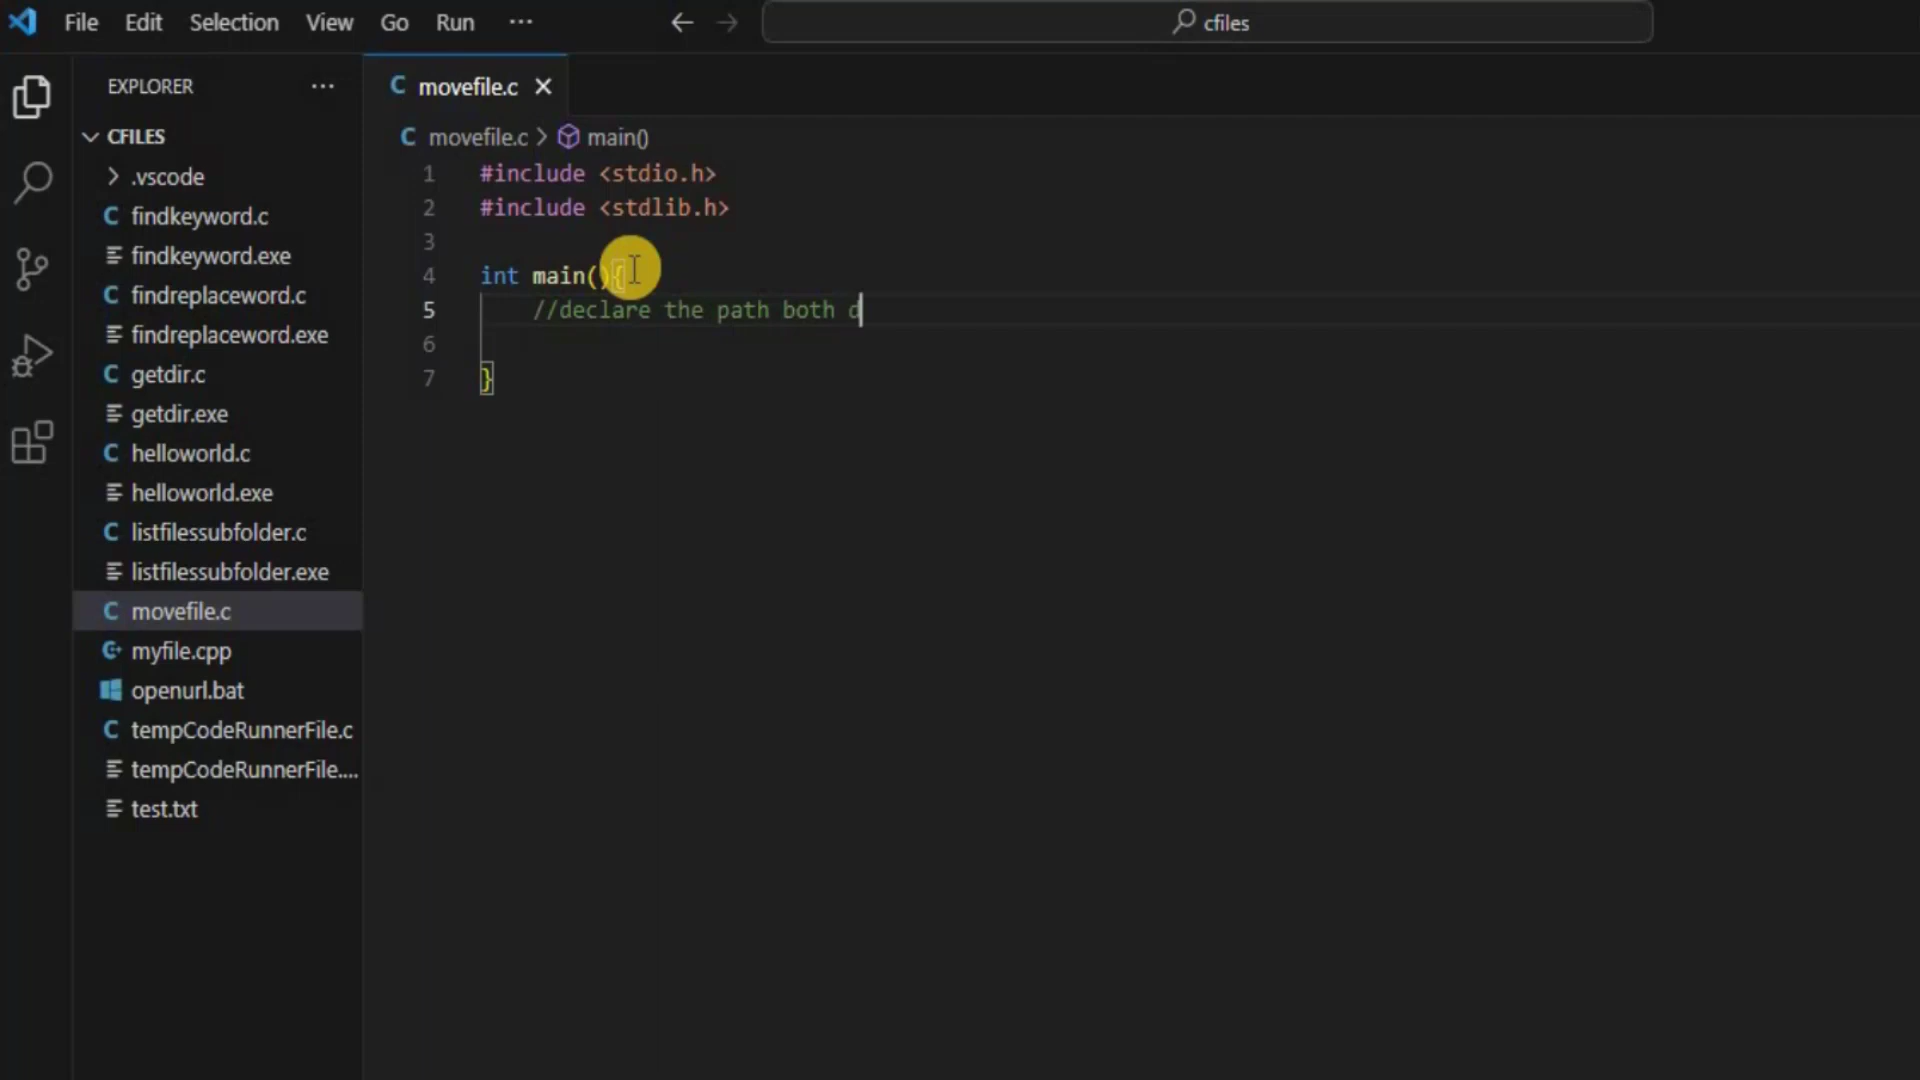 File Edit Selection View Go Run ···
cfiles
EXPLORER ···
movefile.c
CFILES
movefile.c > main()
.vscode
findkeyword.c
findkeyword.exe
findreplaceword.c
findreplaceword.exe
getdir.c
getdir.exe
helloworld.c
helloworld.exe
listfilessubfolder.c
listfilessubfolder.exe
movefile.c
myfile.cpp
openurl.bat
tempCodeRunnerFile.c
tempCodeRunnerFile....
test.txt
1 #include <stdio.h>
2 #include <stdlib.h>
3
4 int main(){
5 //declare the path both d
6
7 }